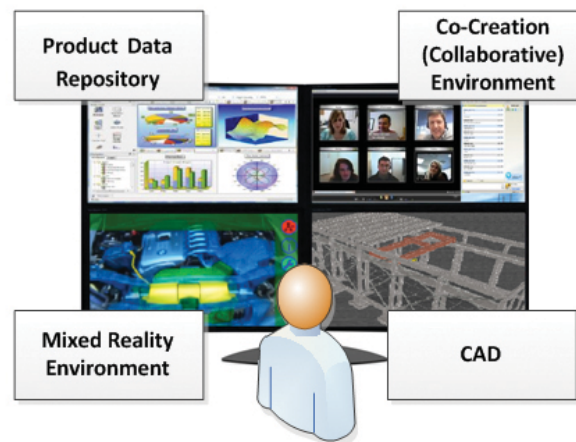 Product Data
Repository
Co-Creation
(Collaborative)
Environment
Mixed Reality
Environment
CAD